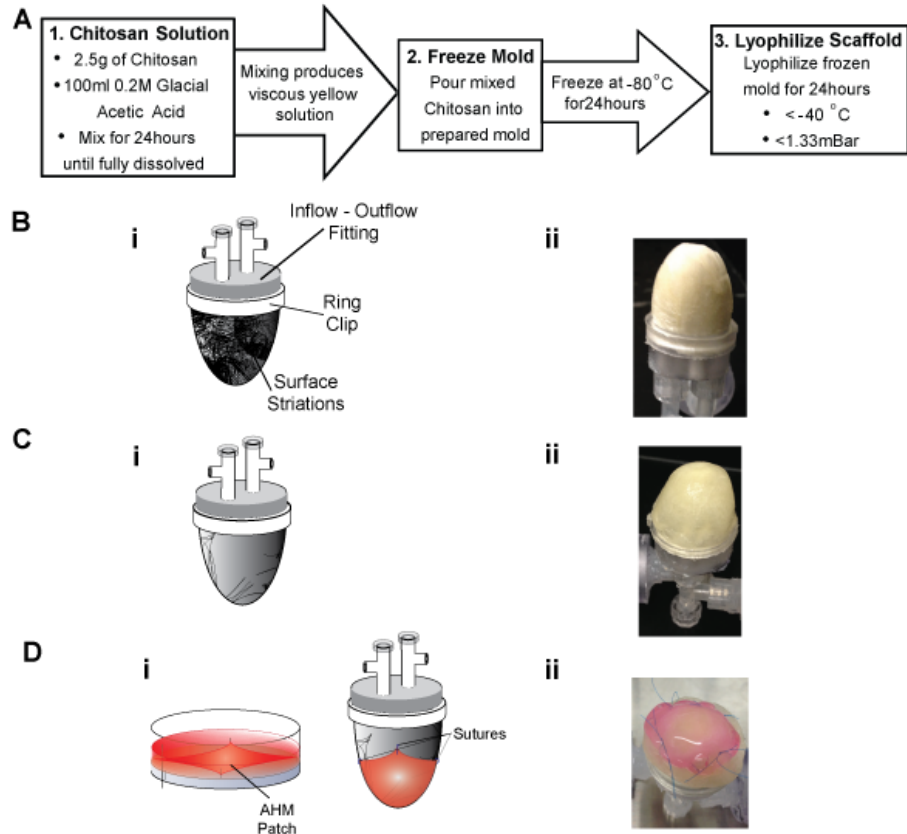 A
1. Chitosan Solution
• 2.5g of Chitosan
• 100ml 0.2M Glacial
Acetic Acid
• Mix for 24hours
until fully dissolved
Mixing produces
viscous yellow
solution
2. Freeze Mold
Pour mixed
Chitosan into
prepared mold
Freeze at -80°C
for24hours
3. Lyophilize Scaffold
Lyophilize frozen
mold for 24hours
• <-40 °C
• <1.33mBar
B
i
Inflow - Outflow
Fitting
Ring
Clip
Surface
Striations
ii
C
i
ii
D
i
AHM
Patch
Sutures
ii